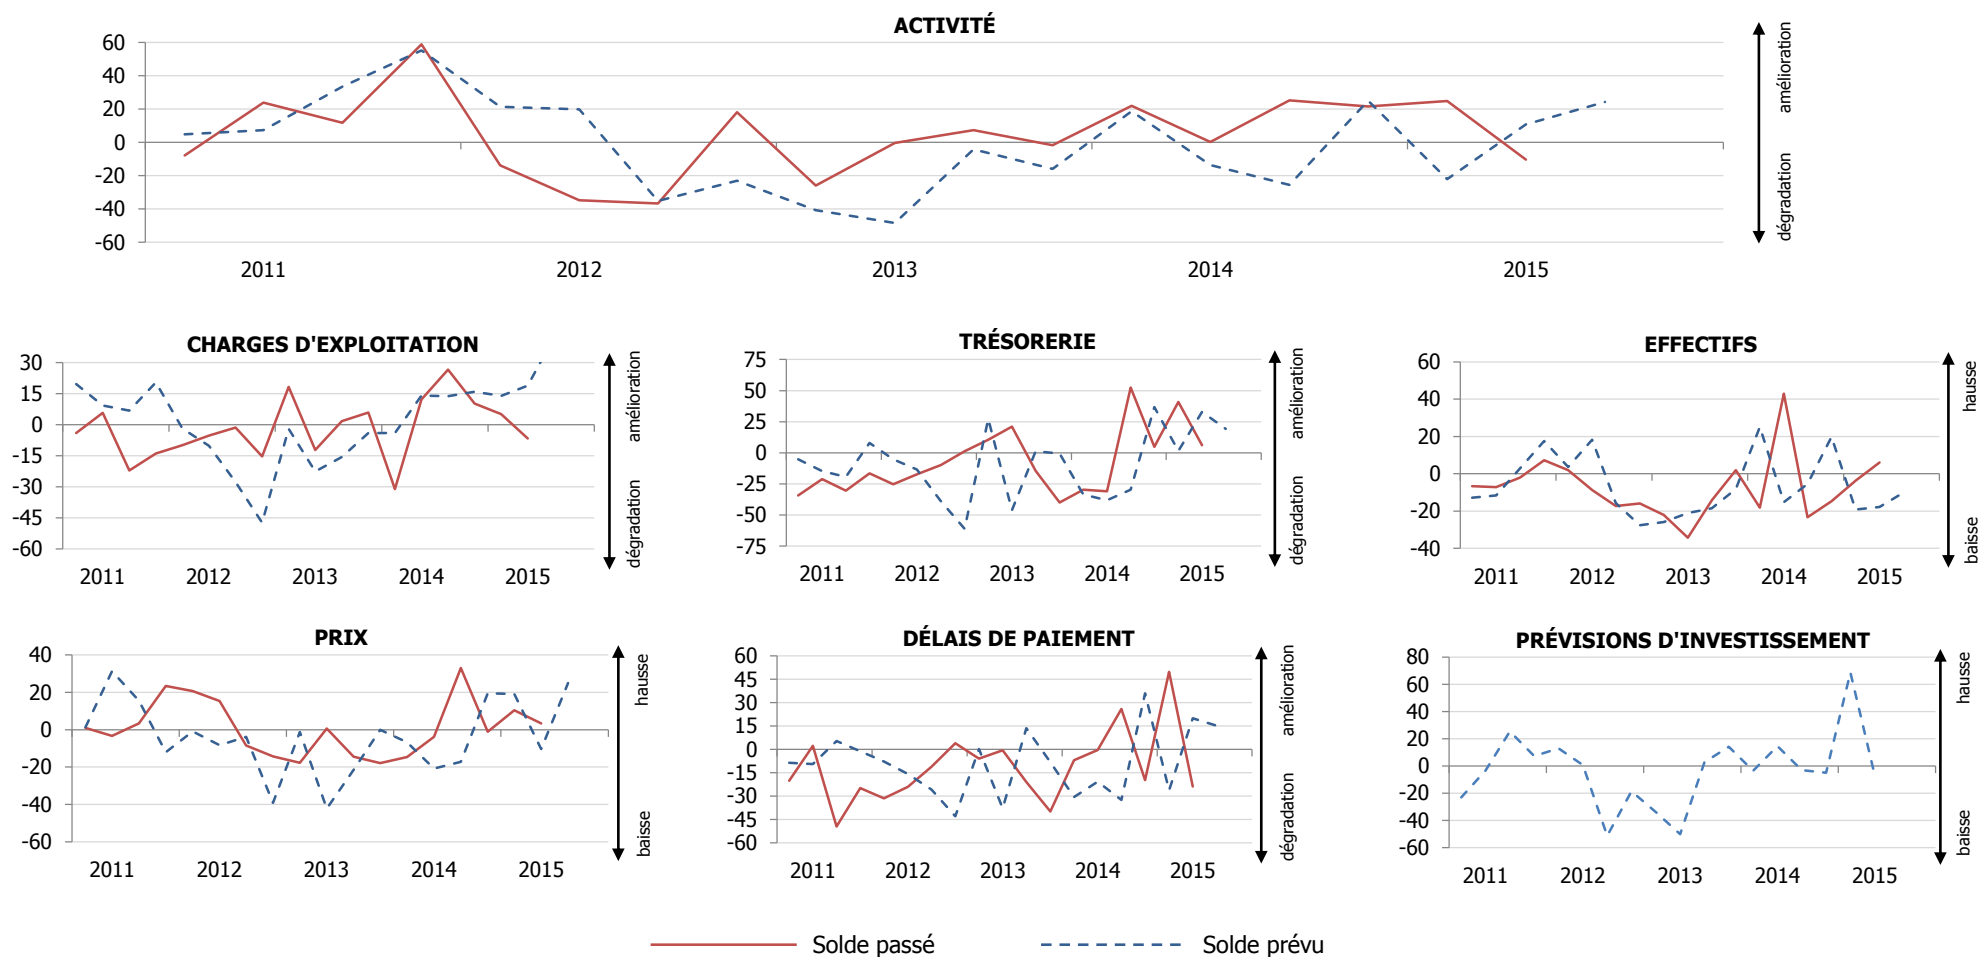 ACTIVITÉ
60
40
20
0
-20
-40
-60
2011 2012 2013 2014 2015
amélioration
dégradation
CHARGES D'EXPLOITATION
30
15
0
-15
-30
-45
-60
2011 2012 2013 2014 2015
amélioration
dégradation
TRÉSORERIE
75
50
25
0
-25
-50
-75
2011 2012 2013 2014 2015
amélioration
dégradation
EFFECTIFS
60
40
20
0
-20
-40
2011 2012 2013 2014 2015
hausse
baisse
PRIX
40
20
0
-20
-40
-60
2011 2012 2013 2014 2015
hausse
baisse
DÉLAIS DE PAIEMENT
60
45
30
15
0
-15
-30
-45
-60
2011 2012 2013 2014 2015
amélioration
dégradation
PRÉVISIONS D'INVESTISSEMENT
80
60
40
20
0
-20
-40
-60
2011 2012 2013 2014 2015
hausse
baisse
Solde passé Solde prévu